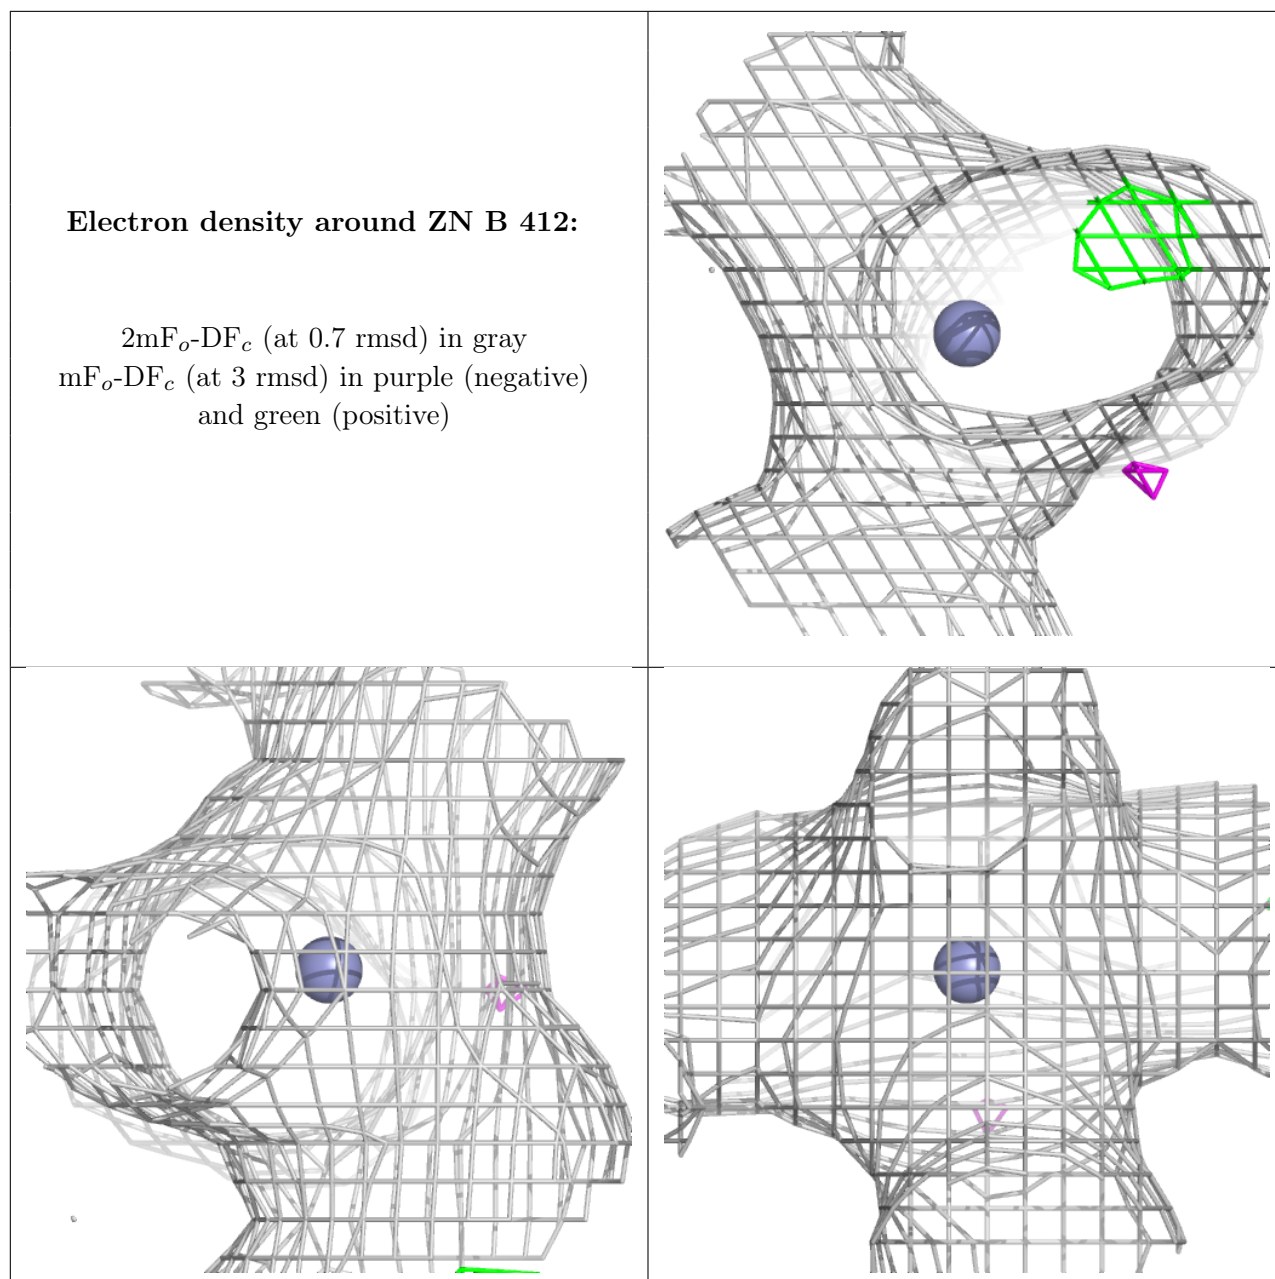 Electron density around ZN B 412:
2mFo-DFc (at 0.7 rmsd) in gray
mFo-DFc (at 3 rmsd) in purple (negative)
and green (positive)